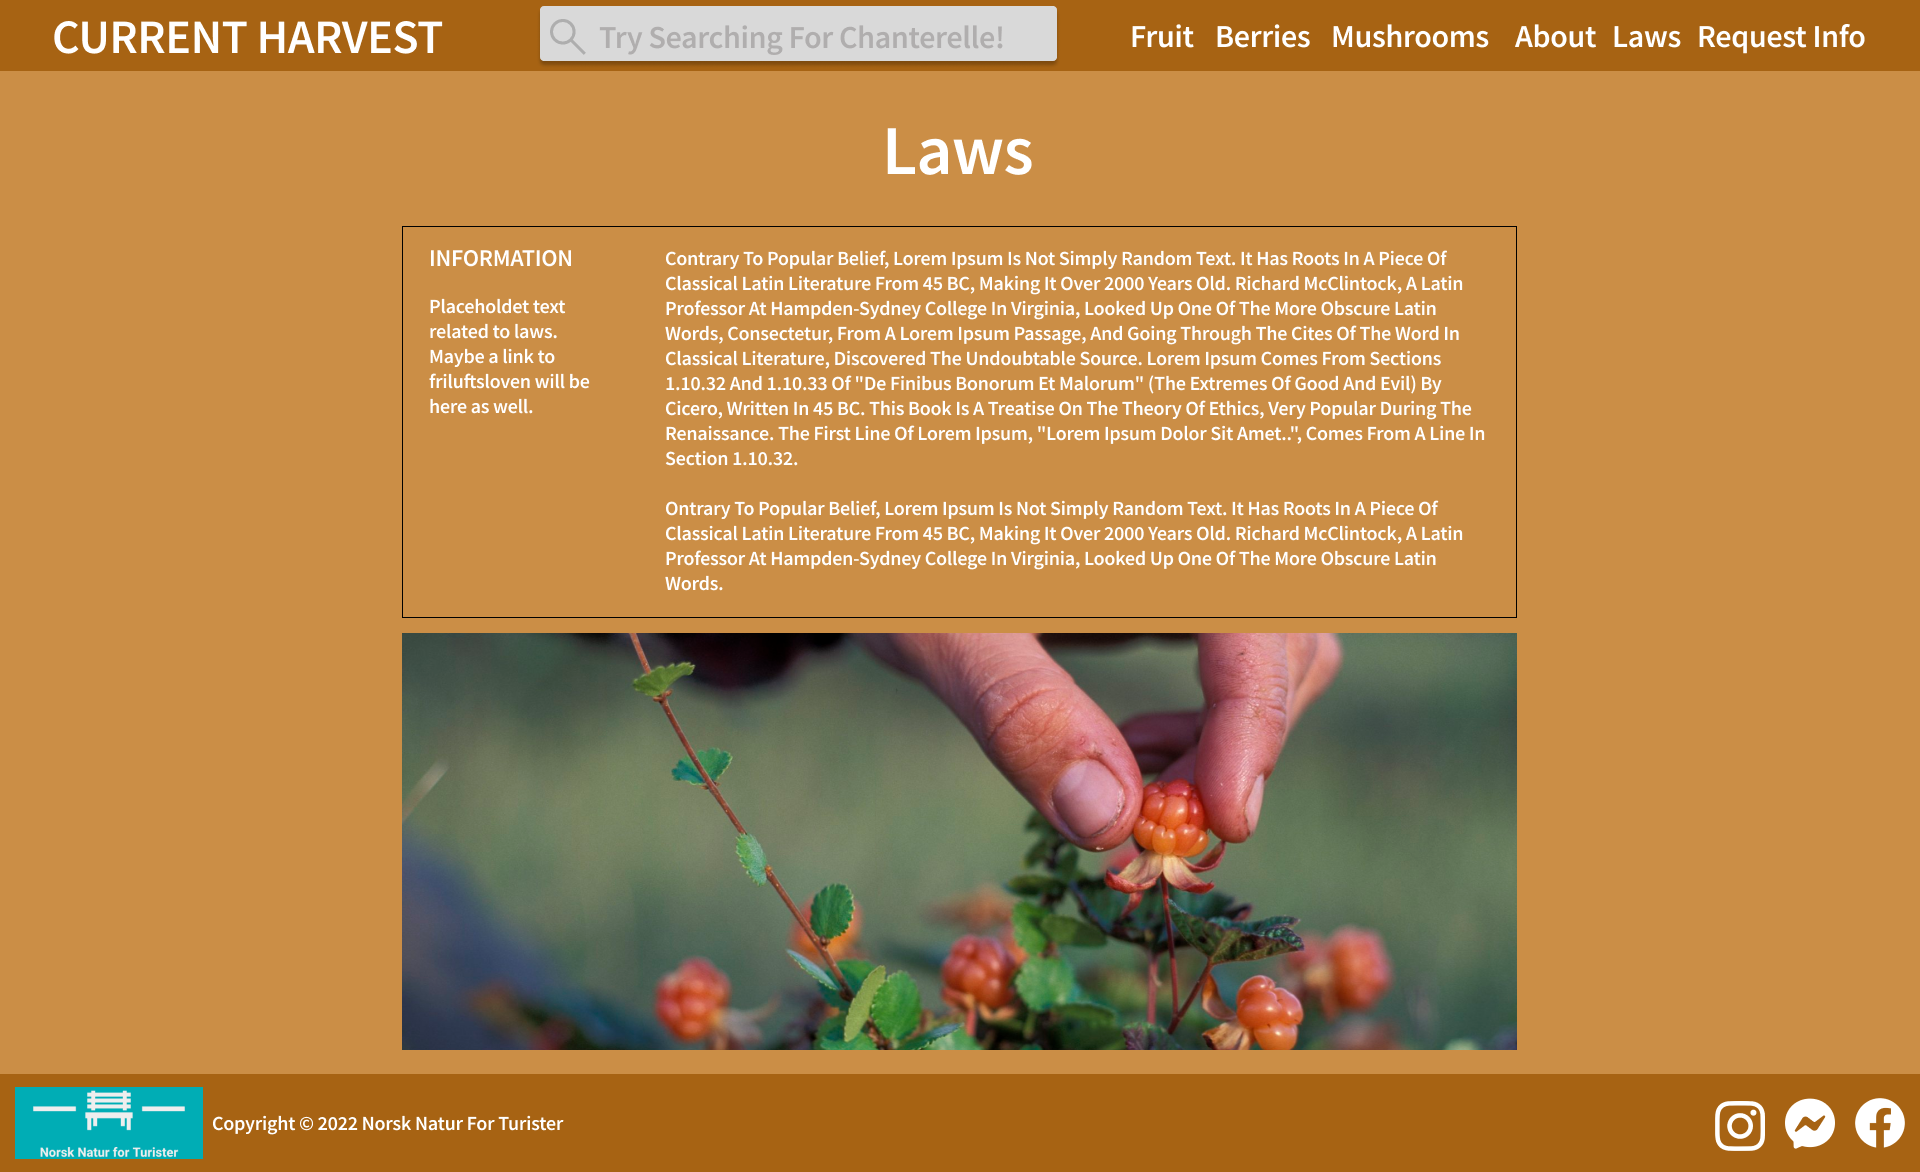 CURRENT HARVEST
Try Searching For Chanterelle!
Fruit Berries Mushrooms About Laws Request Info
Laws
INFORMATION
Placeholdet text
related to laws.
Maybe a link to
friluftsloven will be
here as well.
Contrary To Popular Belief, Lorem Ipsum Is Not Simply Random Text. It Has Roots In A Piece Of
Classical Latin Literature From 45 BC, Making It Over 2000 Years Old. Richard McClintock, A Latin
Professor At Hampden-Sydney College In Virginia, Looked Up One Of The More Obscure Latin
Words, Consectetur, From A Lorem Ipsum Passage, And Going Through The Cites Of The Word In
Classical Literature, Discovered The Undoubtable Source. Lorem Ipsum Comes From Sections
1.10.32 And 1.10.33 Of "De Finibus Bonorum Et Malorum" (The Extremes Of Good And Evil) By
Cicero, Written In 45 BC. This Book Is A Treatise On The Theory Of Ethics, Very Popular During The
Renaissance. The First Line Of Lorem Ipsum, "Lorem Ipsum Dolor Sit Amet..", Comes From A Line In
Section 1.10.32.
Ontrary To Popular Belief, Lorem Ipsum Is Not Simply Random Text. It Has Roots In A Piece Of
Classical Latin Literature From 45 BC, Making It Over 2000 Years Old. Richard McClintock, A Latin
Professor At Hampden-Sydney College In Virginia, Looked Up One Of The More Obscure Latin
Words.
Norsk Natur for Turister
Copyright © 2022 Norsk Natur For Turister